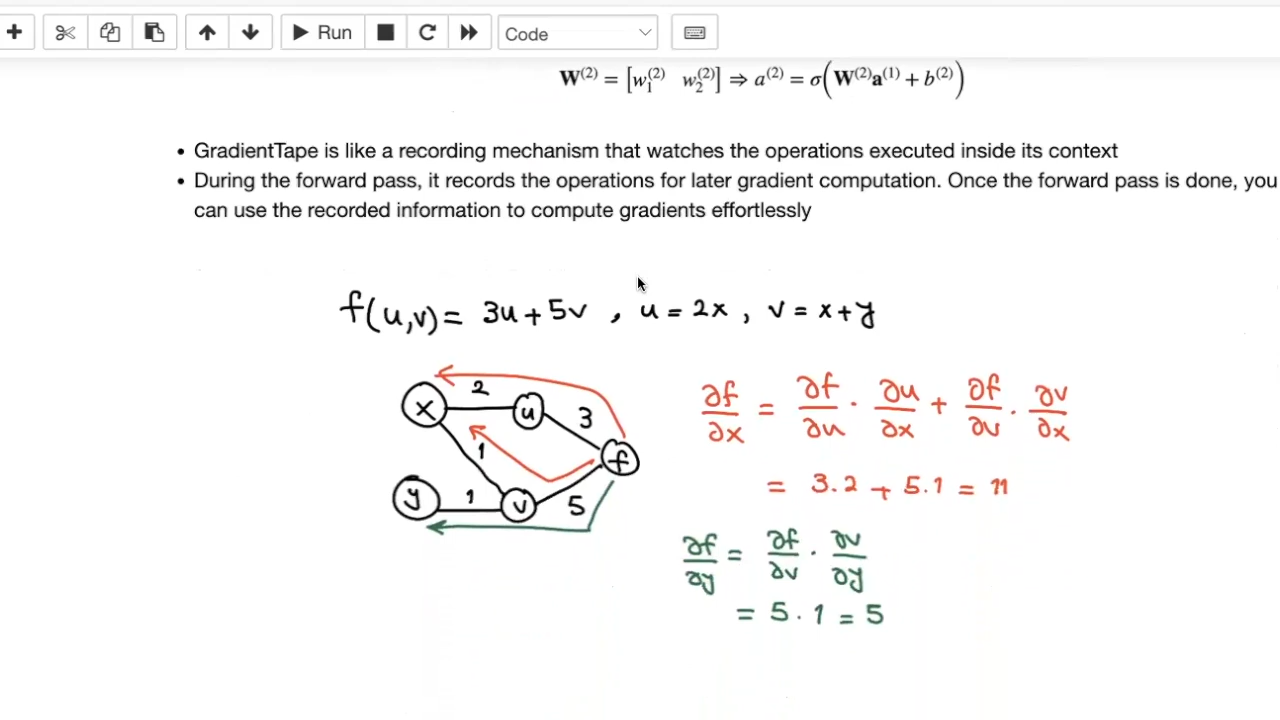 Run
Code
W(2) = [w₁(2) w₂(2)] ⇒ a(2) = σ(W(2)a(1) + b(2))
• GradientTape is like a recording mechanism that watches the operations executed inside its context
• During the forward pass, it records the operations for later gradient computation. Once the forward pass is done, you
can use the recorded information to compute gradients effortlessly
f(u,v) = 3u+5v , u = 2x , v = x+y
x 2 u 3 f
1
y 1 v 5
∂f/∂x = ∂f/∂u . ∂u/∂x + ∂f/∂v . ∂v/∂x
= 3.2 + 5.1 = 11
∂f/∂y = ∂f/∂v . ∂v/∂y
= 5 . 1 = 5